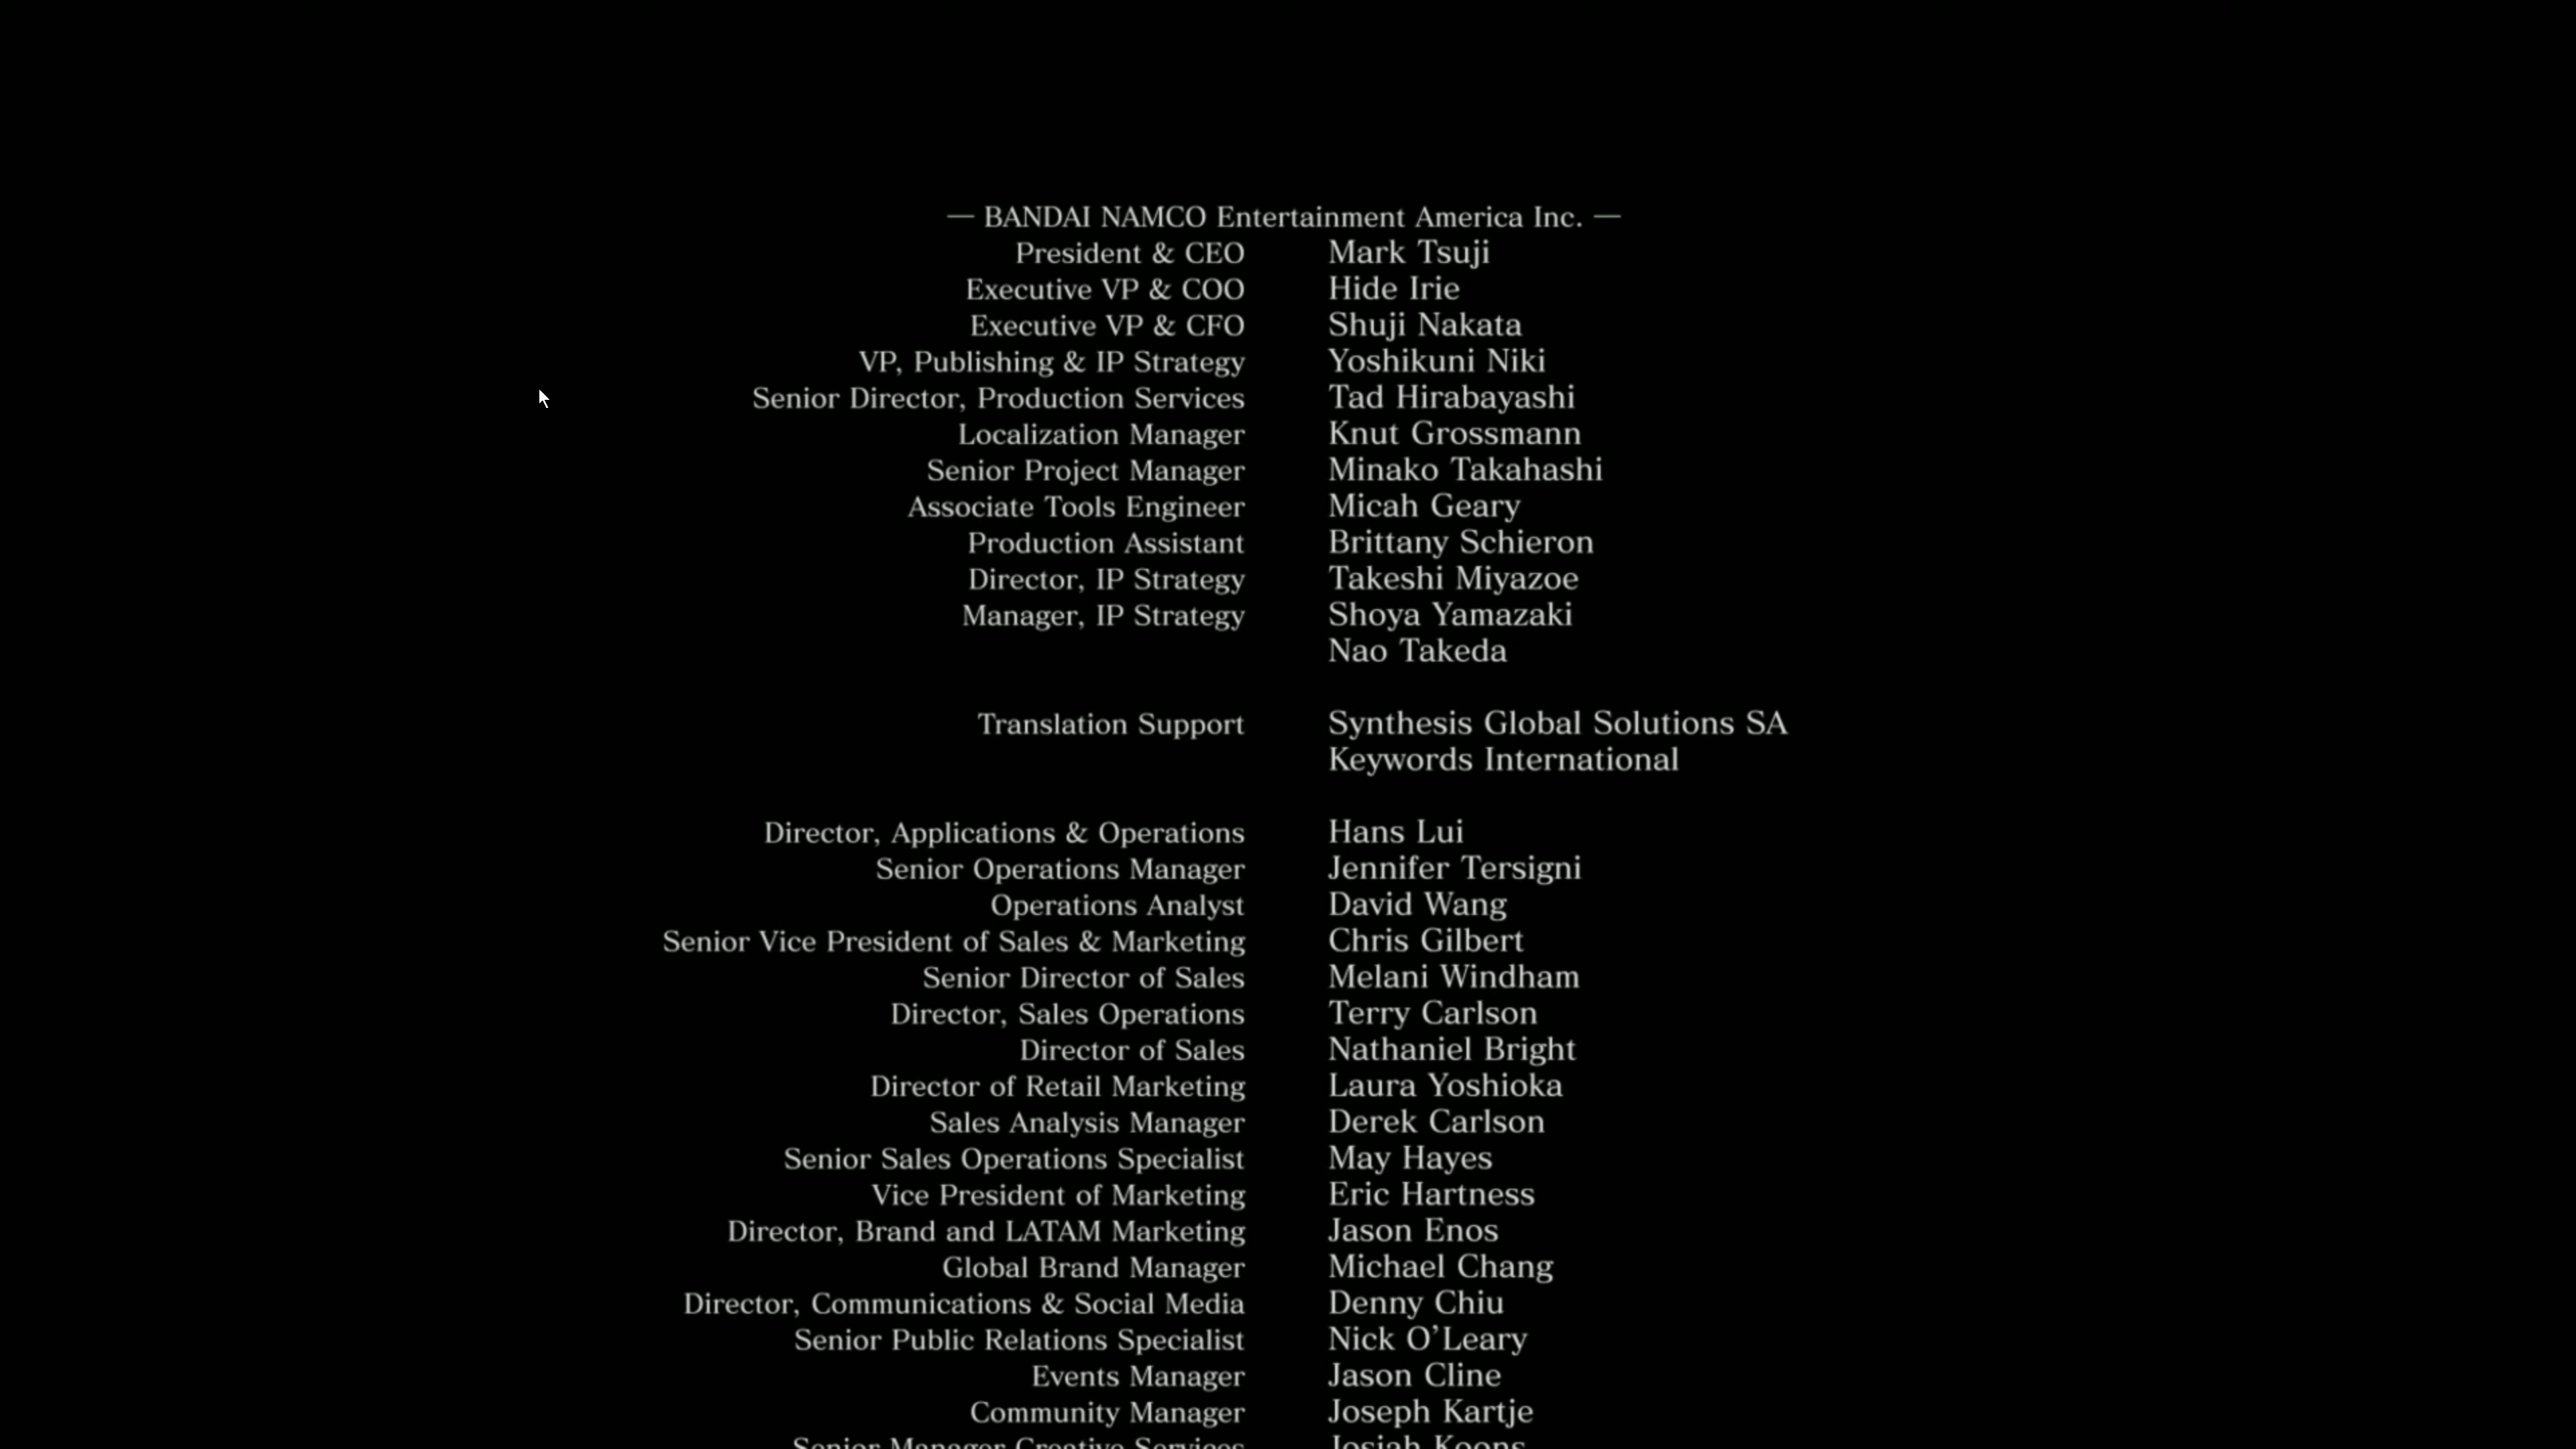 — BANDAI NAMCO Entertainment America Inc. —
President & CEO Mark Tsuji
Executive VP & COO Hide Irie
Executive VP & CFO Shuji Nakata
VP, Publishing & IP Strategy Yoshikuni Niki
Senior Director, Production Services Tad Hirabayashi
Localization Manager Knut Grossmann
Senior Project Manager Minako Takahashi
Associate Tools Engineer Micah Geary
Production Assistant Brittany Schieron
Director, IP Strategy Takeshi Miyazoe
Manager, IP Strategy Shoya Yamazaki
Nao Takeda
Translation Support Synthesis Global Solutions SA
Keywords International
Director, Applications & Operations Hans Lui
Senior Operations Manager Jennifer Tersigni
Operations Analyst David Wang
Senior Vice President of Sales & Marketing Chris Gilbert
Senior Director of Sales Melani Windham
Director, Sales Operations Terry Carlson
Director of Sales Nathaniel Bright
Director of Retail Marketing Laura Yoshioka
Sales Analysis Manager Derek Carlson
Senior Sales Operations Specialist May Hayes
Vice President of Marketing Eric Hartness
Director, Brand and LATAM Marketing Jason Enos
Global Brand Manager Michael Chang
Director, Communications & Social Media Denny Chiu
Senior Public Relations Specialist Nick O’Leary
Events Manager Jason Cline
Community Manager Joseph Kartje
Senior Manager Creative Services Josiah Koons